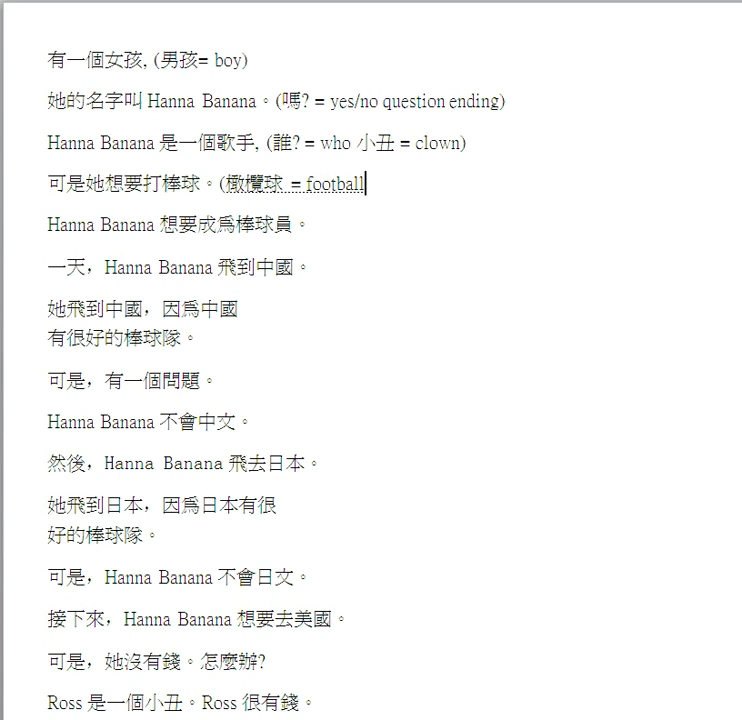 有一個女孩, (男孩= boy)
她的名字叫 Hanna Banana。(嗎? = yes/no question ending)
Hanna Banana 是一個歌手, (誰? = who 小丑 = clown)
可是她想要打棒球。(橄欖球 = football
Hanna Banana 想要成爲棒球員。
一天，Hanna Banana 飛到中國。
她飛到中國，因爲中國
有很好的棒球隊。
可是，有一個問題。
Hanna Banana 不會中文。
然後，Hanna Banana 飛去日本。
她飛到日本，因爲日本有很
好的棒球隊。
可是，Hanna Banana 不會日文。
接下來，Hanna Banana 想要去美國。
可是，她沒有錢。怎麼辦?
Ross 是一個小丑。Ross 很有錢。